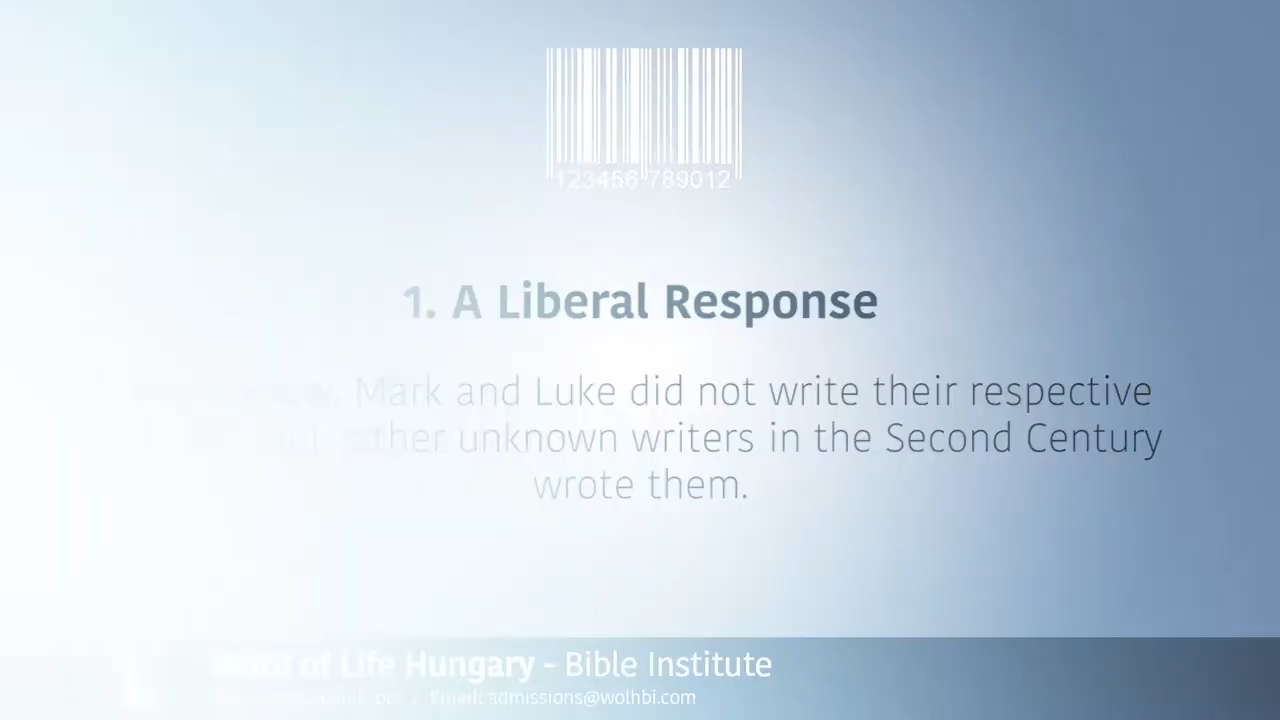 123456 789012
1. A Liberal Response
Mark and Luke did not write their respective
other unknown writers in the Second Century
wrote them.
Word of Life Hungary - Bible Institute
Email: admissions@wolhbi.com